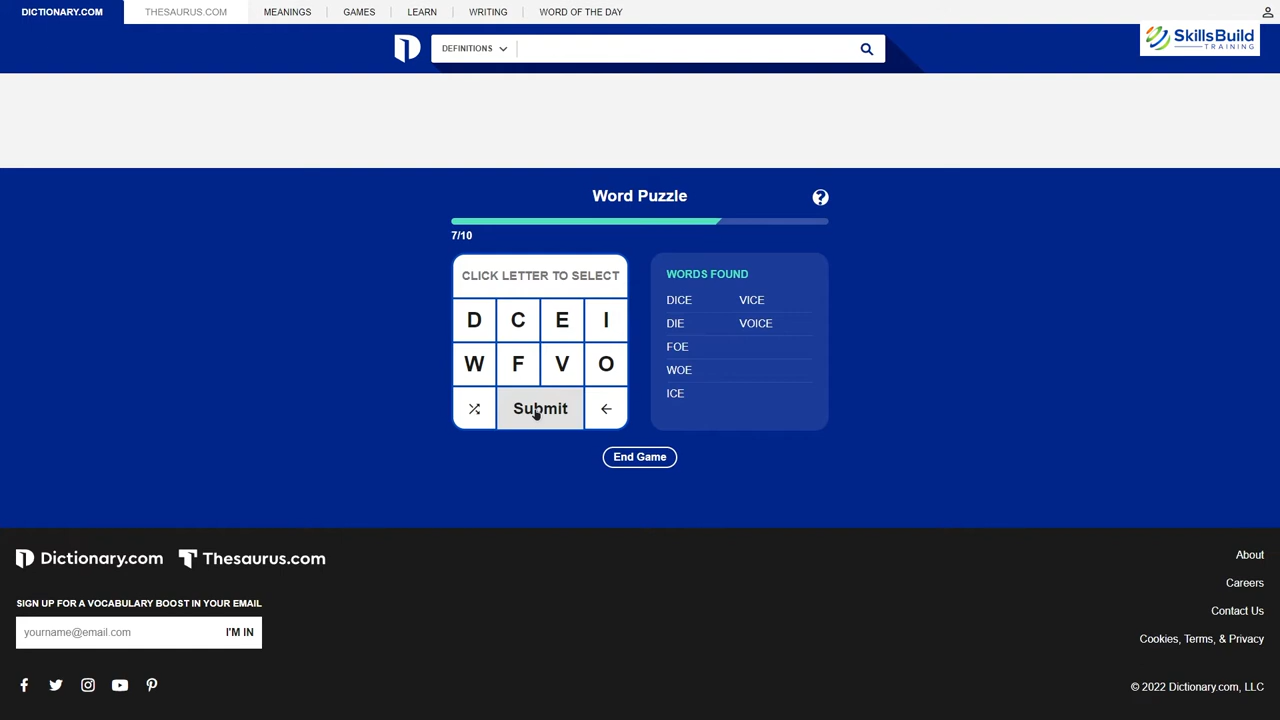 DICTIONARY.COM THESAURUS.COM MEANINGS GAMES LEARN WRITING WORD OF THE DAY
DEFINITIONS
SkillsBuild
TRAINING
Word Puzzle
?
7/10
CLICK LETTER TO SELECT
D C E I
W F V O
Submit
WORDS FOUND
DICE VICE
DIE VOICE
FOE
WOE
ICE
End Game
Dictionary.com Thesaurus.com
SIGN UP FOR A VOCABULARY BOOST IN YOUR EMAIL
yourname@email.com I'M IN
About
Careers
Contact Us
Cookies, Terms, & Privacy
© 2022 Dictionary.com, LLC